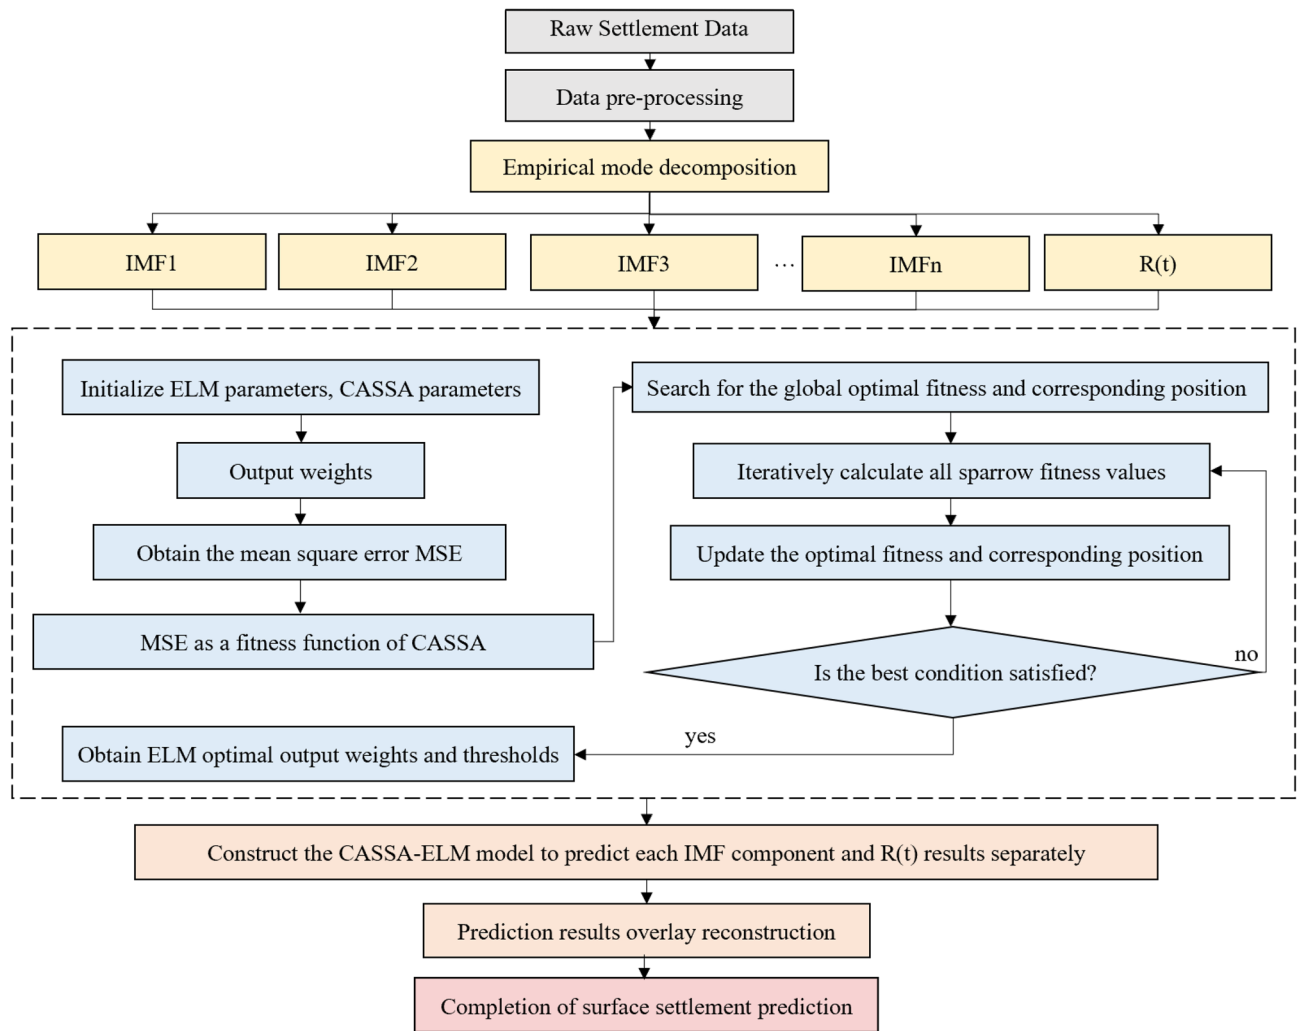 Raw Settlement Data
Data pre-processing
Empirical mode decomposition
IMF1
IMF2
IMF3
...
IMFn
R(t)
Initialize ELM parameters, CASSA parameters
Output weights
Obtain the mean square error MSE
MSE as a fitness function of CASSA
Search for the global optimal fitness and corresponding position
Iteratively calculate all sparrow fitness values
Update the optimal fitness and corresponding position
Is the best condition satisfied?
no
yes
Obtain ELM optimal output weights and thresholds
Construct the CASSA-ELM model to predict each IMF component and R(t) results separately
Prediction results overlay reconstruction
Completion of surface settlement prediction